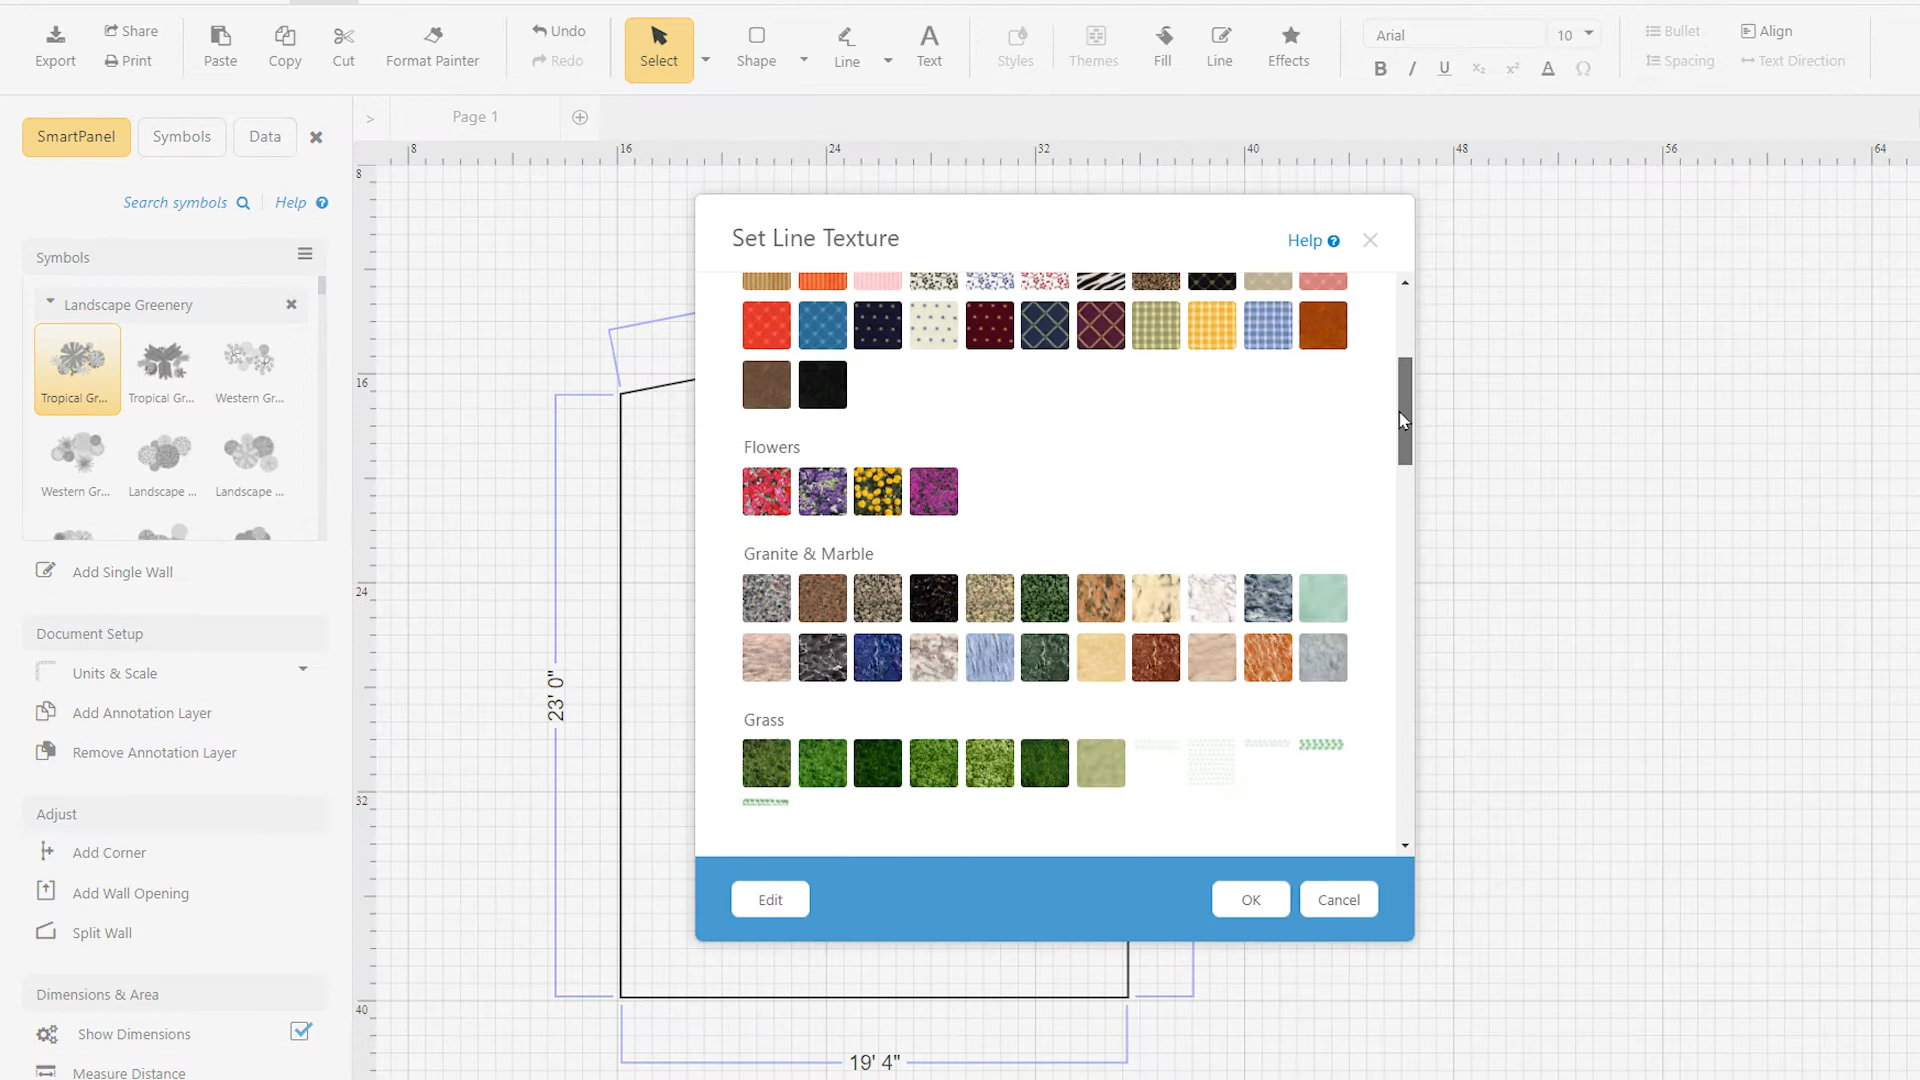 Export
Share
Print
Paste
Copy
Cut
Format Painter
Undo
Redo
Select
Shape
Line
Text
Styles
Themes
Fill
Line
Effects
Arial 10
B I U x₂ x² A Ω
Bullet
Spacing
Align
Text Direction
SmartPanel
Symbols
Data
> Page 1
8 16 24 32 40 48 56 64
8
16
24
32
40
Search symbols
Help
Symbols
Landscape Greenery
Tropical Gr... Tropical Gr... Western Gr...
Western Gr... Landscape ... Landscape ...
Add Single Wall
Document Setup
Units & Scale
Add Annotation Layer
Remove Annotation Layer
Adjust
Add Corner
Add Wall Opening
Split Wall
Dimensions & Area
Show Dimensions
Measure Distance
Set Line Texture
Help
Flowers
Granite & Marble
Grass
Edit
OK
Cancel
23' 0"
19' 4"